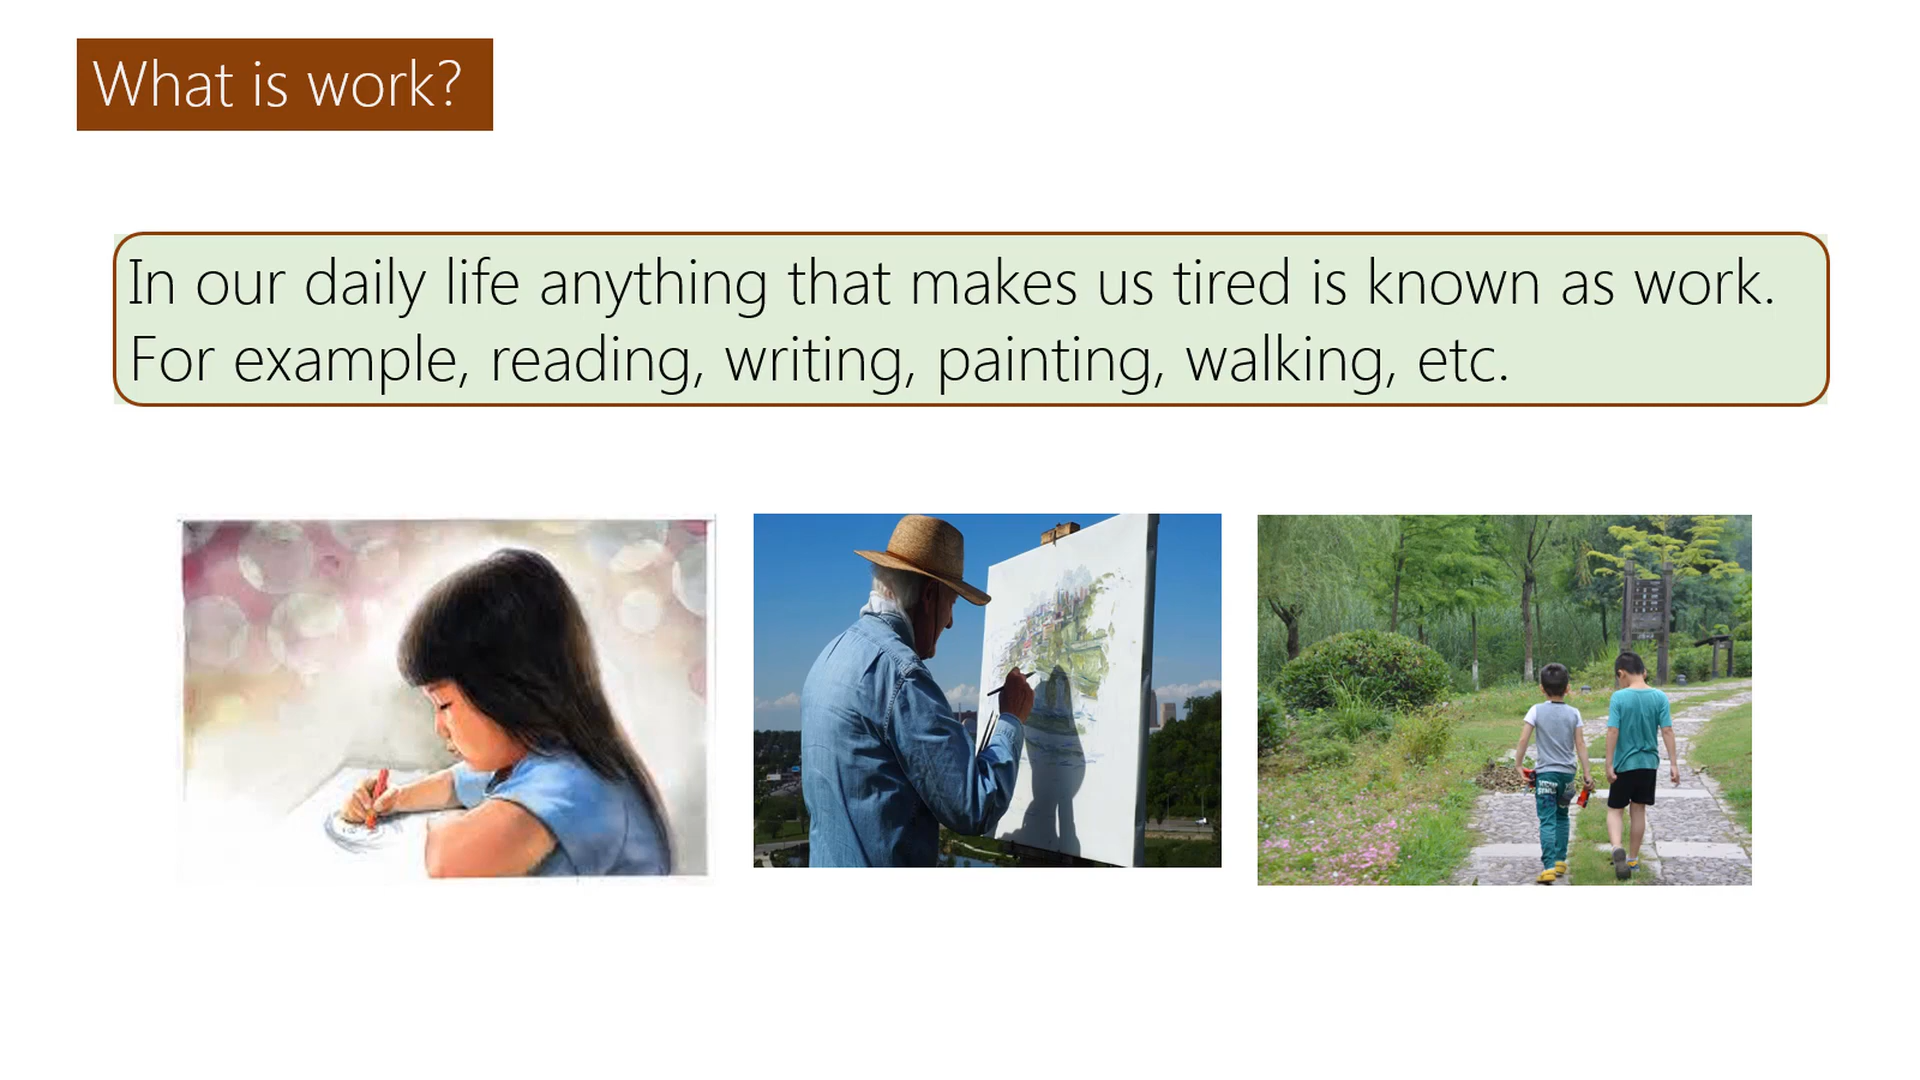 What is work?
In our daily life anything that makes us tired is known as work.
For example, reading, writing, painting, walking, etc.